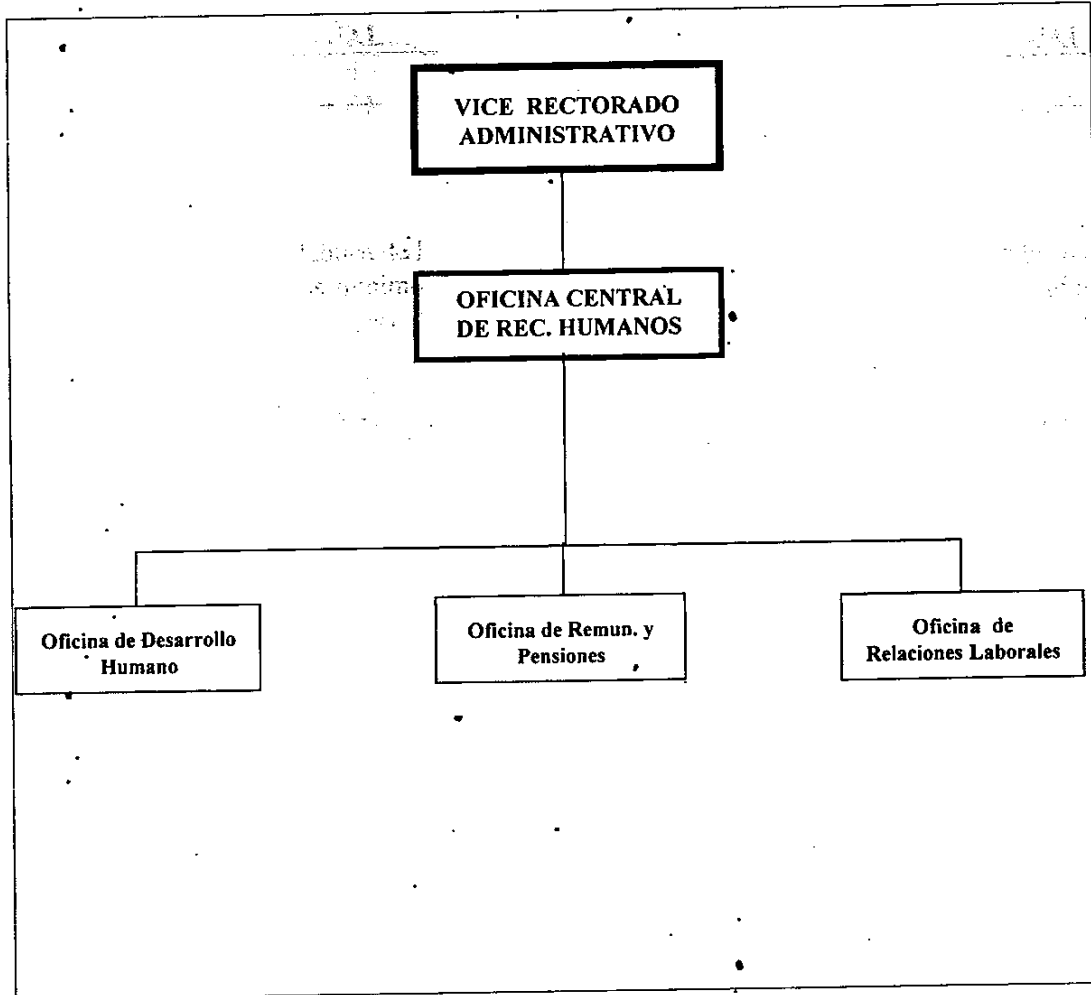 VICE RECTORADO
ADMINISTRATIVO
OFICINA CENTRAL
DE REC. HUMANOS
Oficina de Desarrollo
Humano
Oficina de Remun. y
Pensiones
Oficina de
Relaciones Laborales